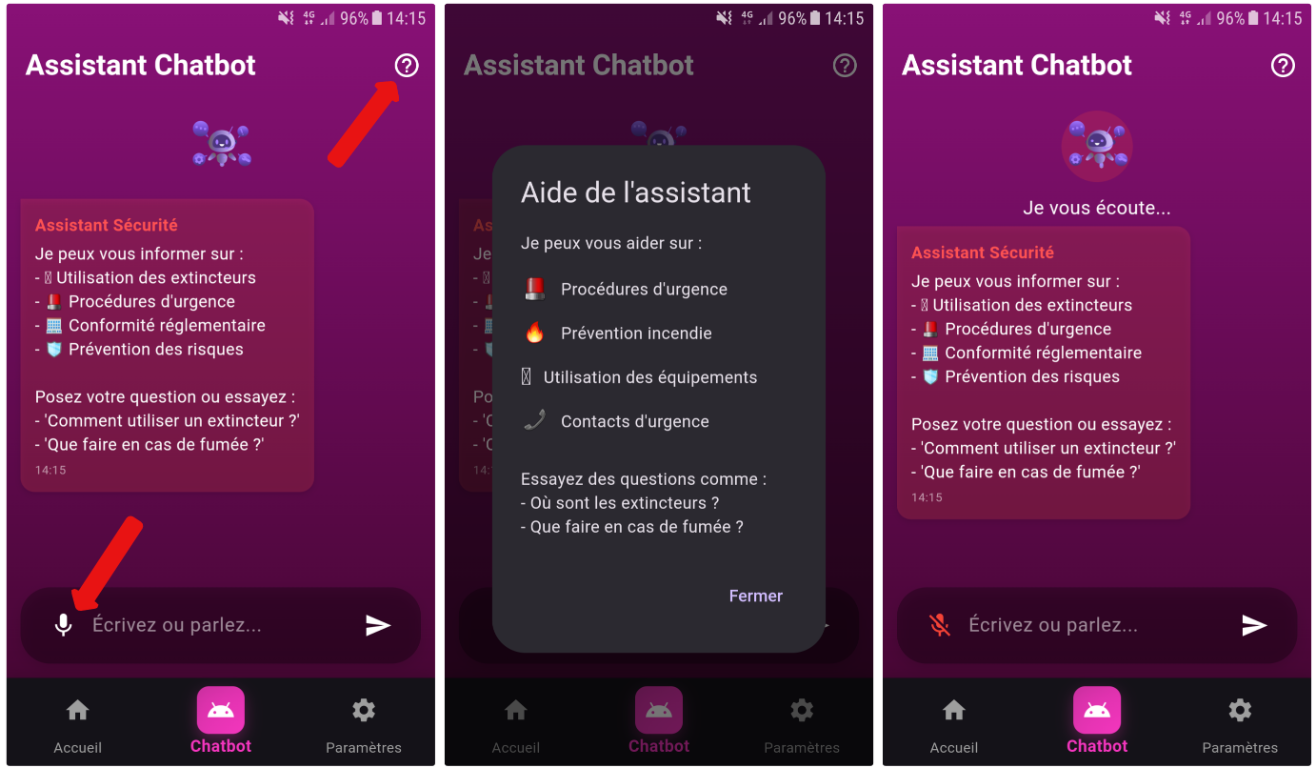 4G 96% 14:15
Assistant Chatbot
Assistant Sécurité
Je peux vous informer sur :
- Utilisation des extincteurs
- 🚨 Procédures d'urgence
- Conformité réglementaire
- 🛡️ Prévention des risques
Posez votre question ou essayez :
- 'Comment utiliser un extincteur ?'
- 'Que faire en cas de fumée ?'
14:15
Écrivez ou parlez...
Accueil
Chatbot
Paramètres
4G 96% 14:15
Assistant Chatbot
As
Je
-
-
-
-
Po
- 'C
- 'C
14:
Aide de l'assistant
Je peux vous aider sur :
🚨 Procédures d'urgence
🔥 Prévention incendie
Utilisation des équipements
📞 Contacts d'urgence
Essayez des questions comme :
- Où sont les extincteurs ?
- Que faire en cas de fumée ?
Fermer
Accueil
Chatbot
Paramètres
4G 96% 14:15
Assistant Chatbot
Je vous écoute...
Assistant Sécurité
Je peux vous informer sur :
- Utilisation des extincteurs
- 🚨 Procédures d'urgence
- Conformité réglementaire
- 🛡️ Prévention des risques
Posez votre question ou essayez :
- 'Comment utiliser un extincteur ?'
- 'Que faire en cas de fumée ?'
14:15
Écrivez ou parlez...
Accueil
Chatbot
Paramètres